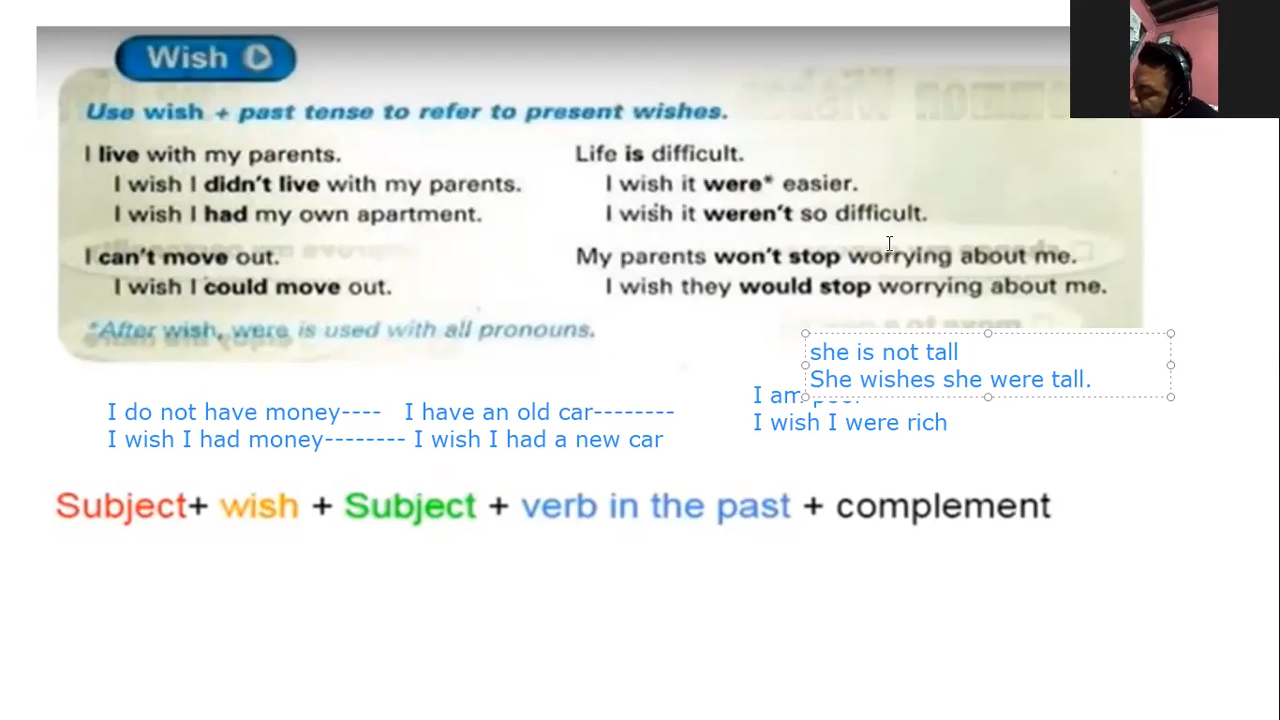 Wish
Use wish + past tense to refer to present wishes.
I live with my parents.
I wish I didn't live with my parents.
I wish I had my own apartment.
I can't move out.
I wish I could move out.
*After wish, were is used with all pronouns.
Life is difficult.
I wish it were* easier.
I wish it weren't so difficult.
My parents won't stop worrying about me.
I wish they would stop worrying about me.
she is not tall
She wishes she were tall.
I do not have money---- I have an old car--------
I wish I had money-------- I wish I had a new car
I am
I wish I were rich
Subject+ wish + Subject + verb in the past + complement